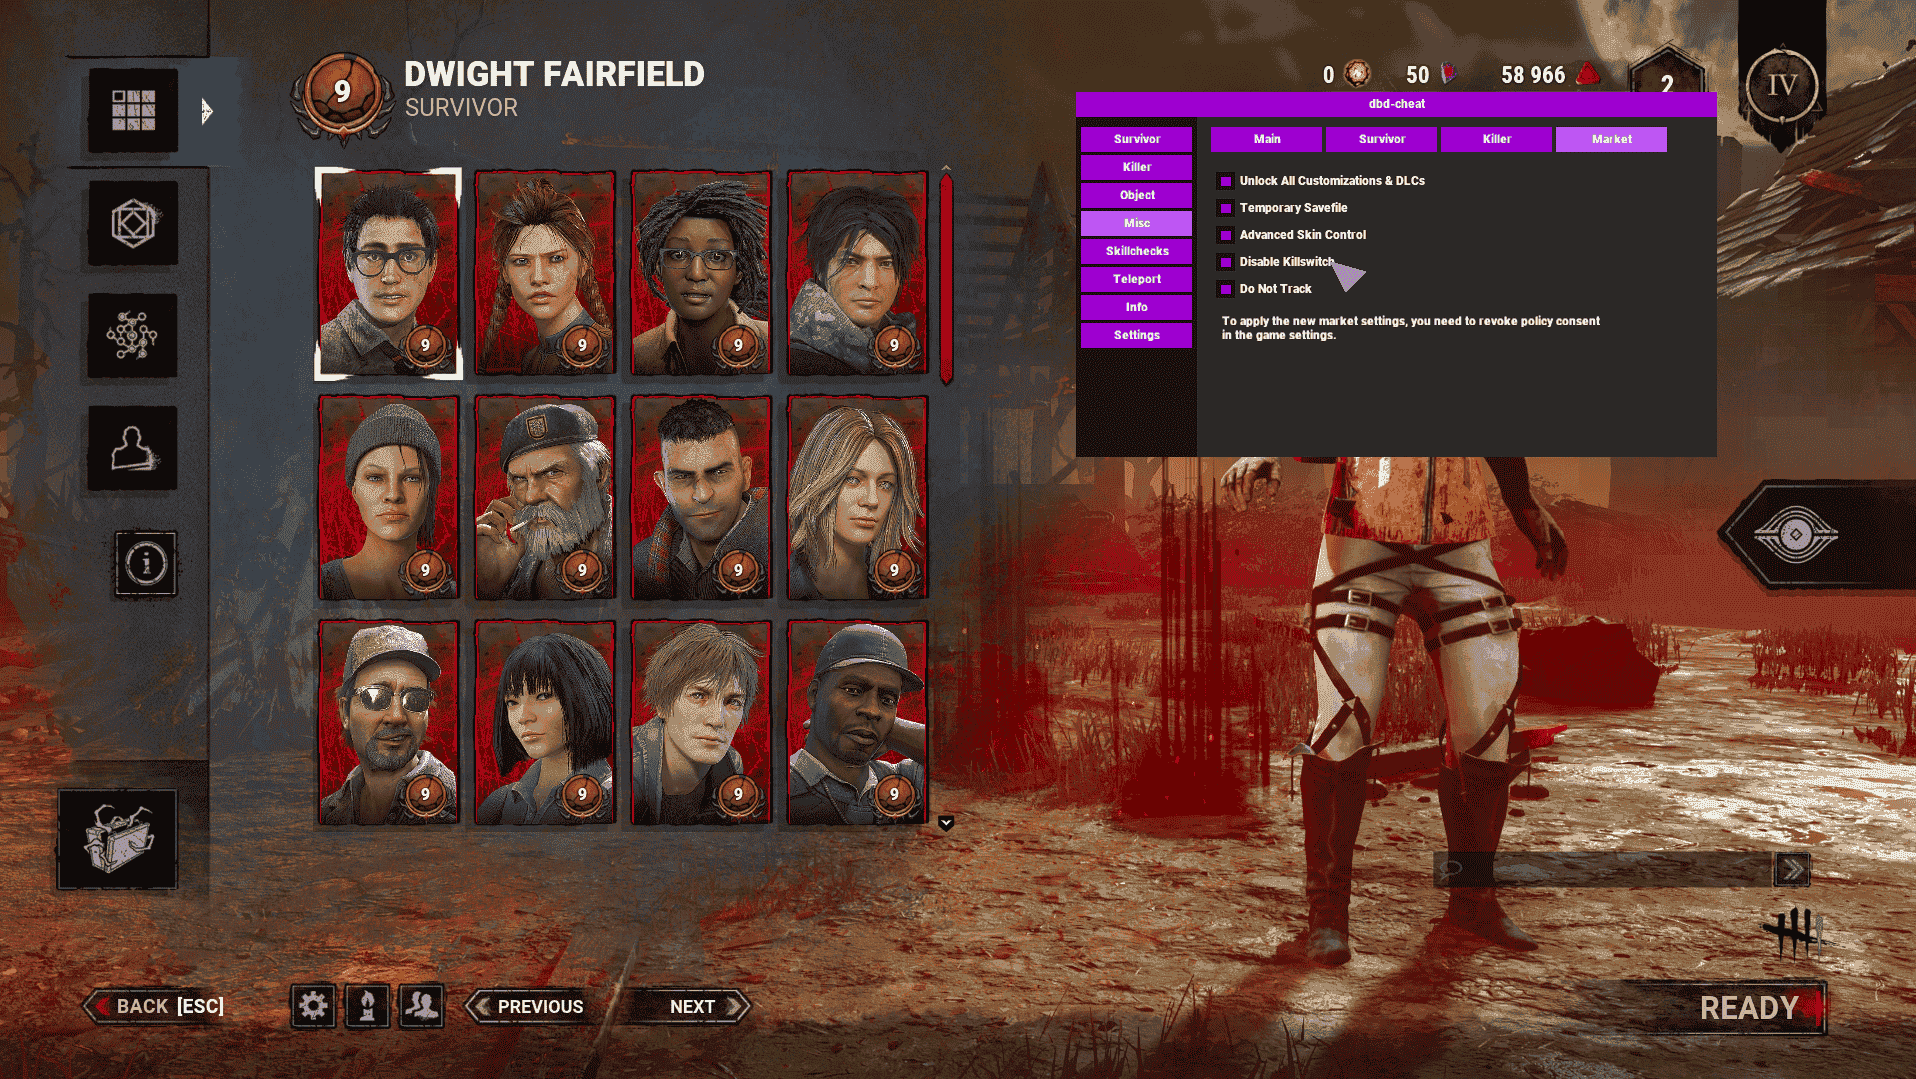 DWIGHT FAIRFIELD
SURVIVOR
9
0
50
58 966
2
IV
dbd-cheat
Survivor
Killer
Object
Misc
Skillchecks
Teleport
Info
Settings
Main
Survivor
Killer
Market
Unlock All Customizations & DLCs
Temporary Savefile
Advanced Skin Control
Disable Killswitch
Do Not Track
To apply the new market settings, you need to revoke policy consent
in the game settings.
9 9 9 9
9 9 9 9
9 9 9 9
BACK [ESC]
PREVIOUS
NEXT
READY